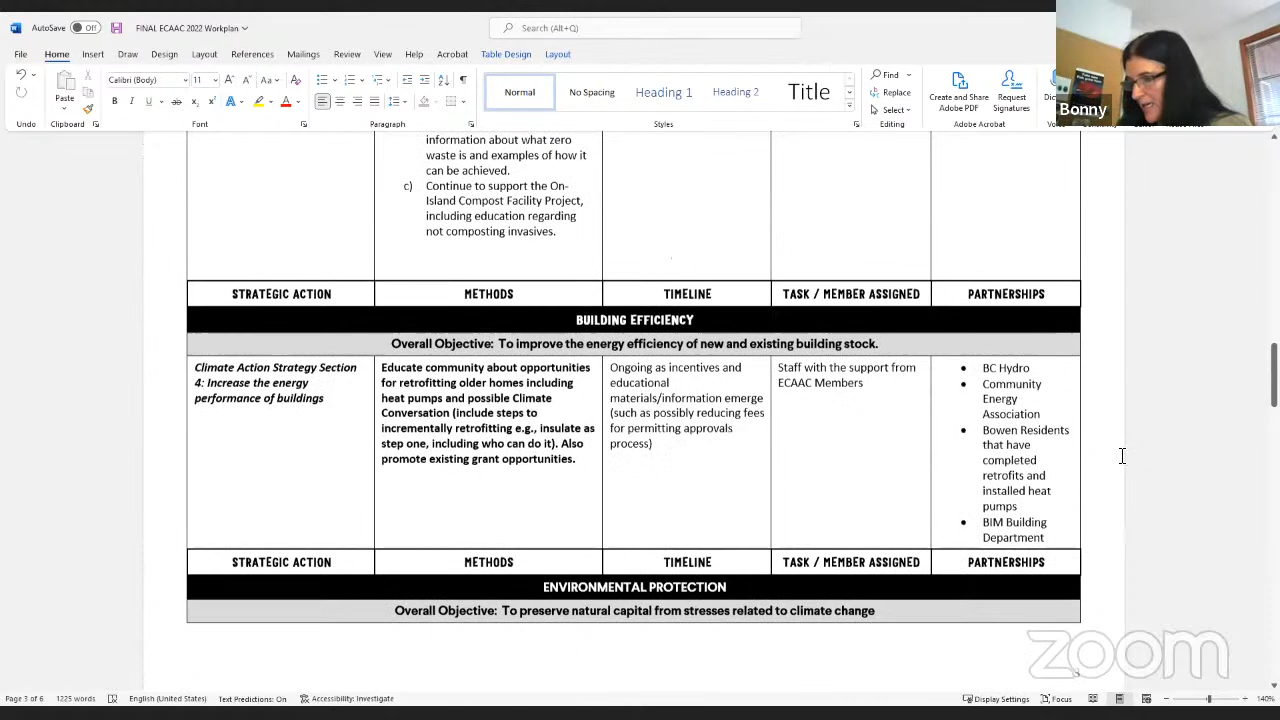 AutoSave Off FINAL ECAAC 2022 Workplan Search (Alt+Q)
File Home Insert Draw Design Layout References Mailings Review View Help Acrobat Table Design Layout
Calibri (Body) 11 Aa Normal No Spacing Heading 1 Heading 2 Title Find
Paste Replace Create and Share Request
Select Adobe PDF Signatures
Undo Clipboard Font Paragraph Styles Editing Adobe Acrobat
Bonny
information about what zero
waste is and examples of how it
can be achieved.
c) Continue to support the On-
Island Compost Facility Project,
including education regarding
not composting invasives.
STRATEGIC ACTION METHODS TIMELINE TASK / MEMBER ASSIGNED PARTNERSHIPS
BUILDING EFFICIENCY
Overall Objective: To improve the energy efficiency of new and existing building stock.
Climate Action Strategy Section
4: Increase the energy
performance of buildings
Educate community about opportunities
for retrofitting older homes including
heat pumps and possible Climate
Conversation (include steps to
incrementally retrofitting e.g., insulate as
step one, including who can do it). Also
promote existing grant opportunities.
Ongoing as incentives and
educational
materials/information emerge
(such as possibly reducing fees
for permitting approvals
process)
Staff with the support from
ECAAC Members
• BC Hydro
• Community
Energy
Association
• Bowen Residents
that have
completed
retrofits and
installed heat
pumps
• BIM Building
Department
STRATEGIC ACTION METHODS TIMELINE TASK / MEMBER ASSIGNED PARTNERSHIPS
ENVIRONMENTAL PROTECTION
Overall Objective: To preserve natural capital from stresses related to climate change
zoom
Page 3 of 6 1225 words English (United States) Text Predictions: On Accessibility: Investigate Display Settings Focus 140%